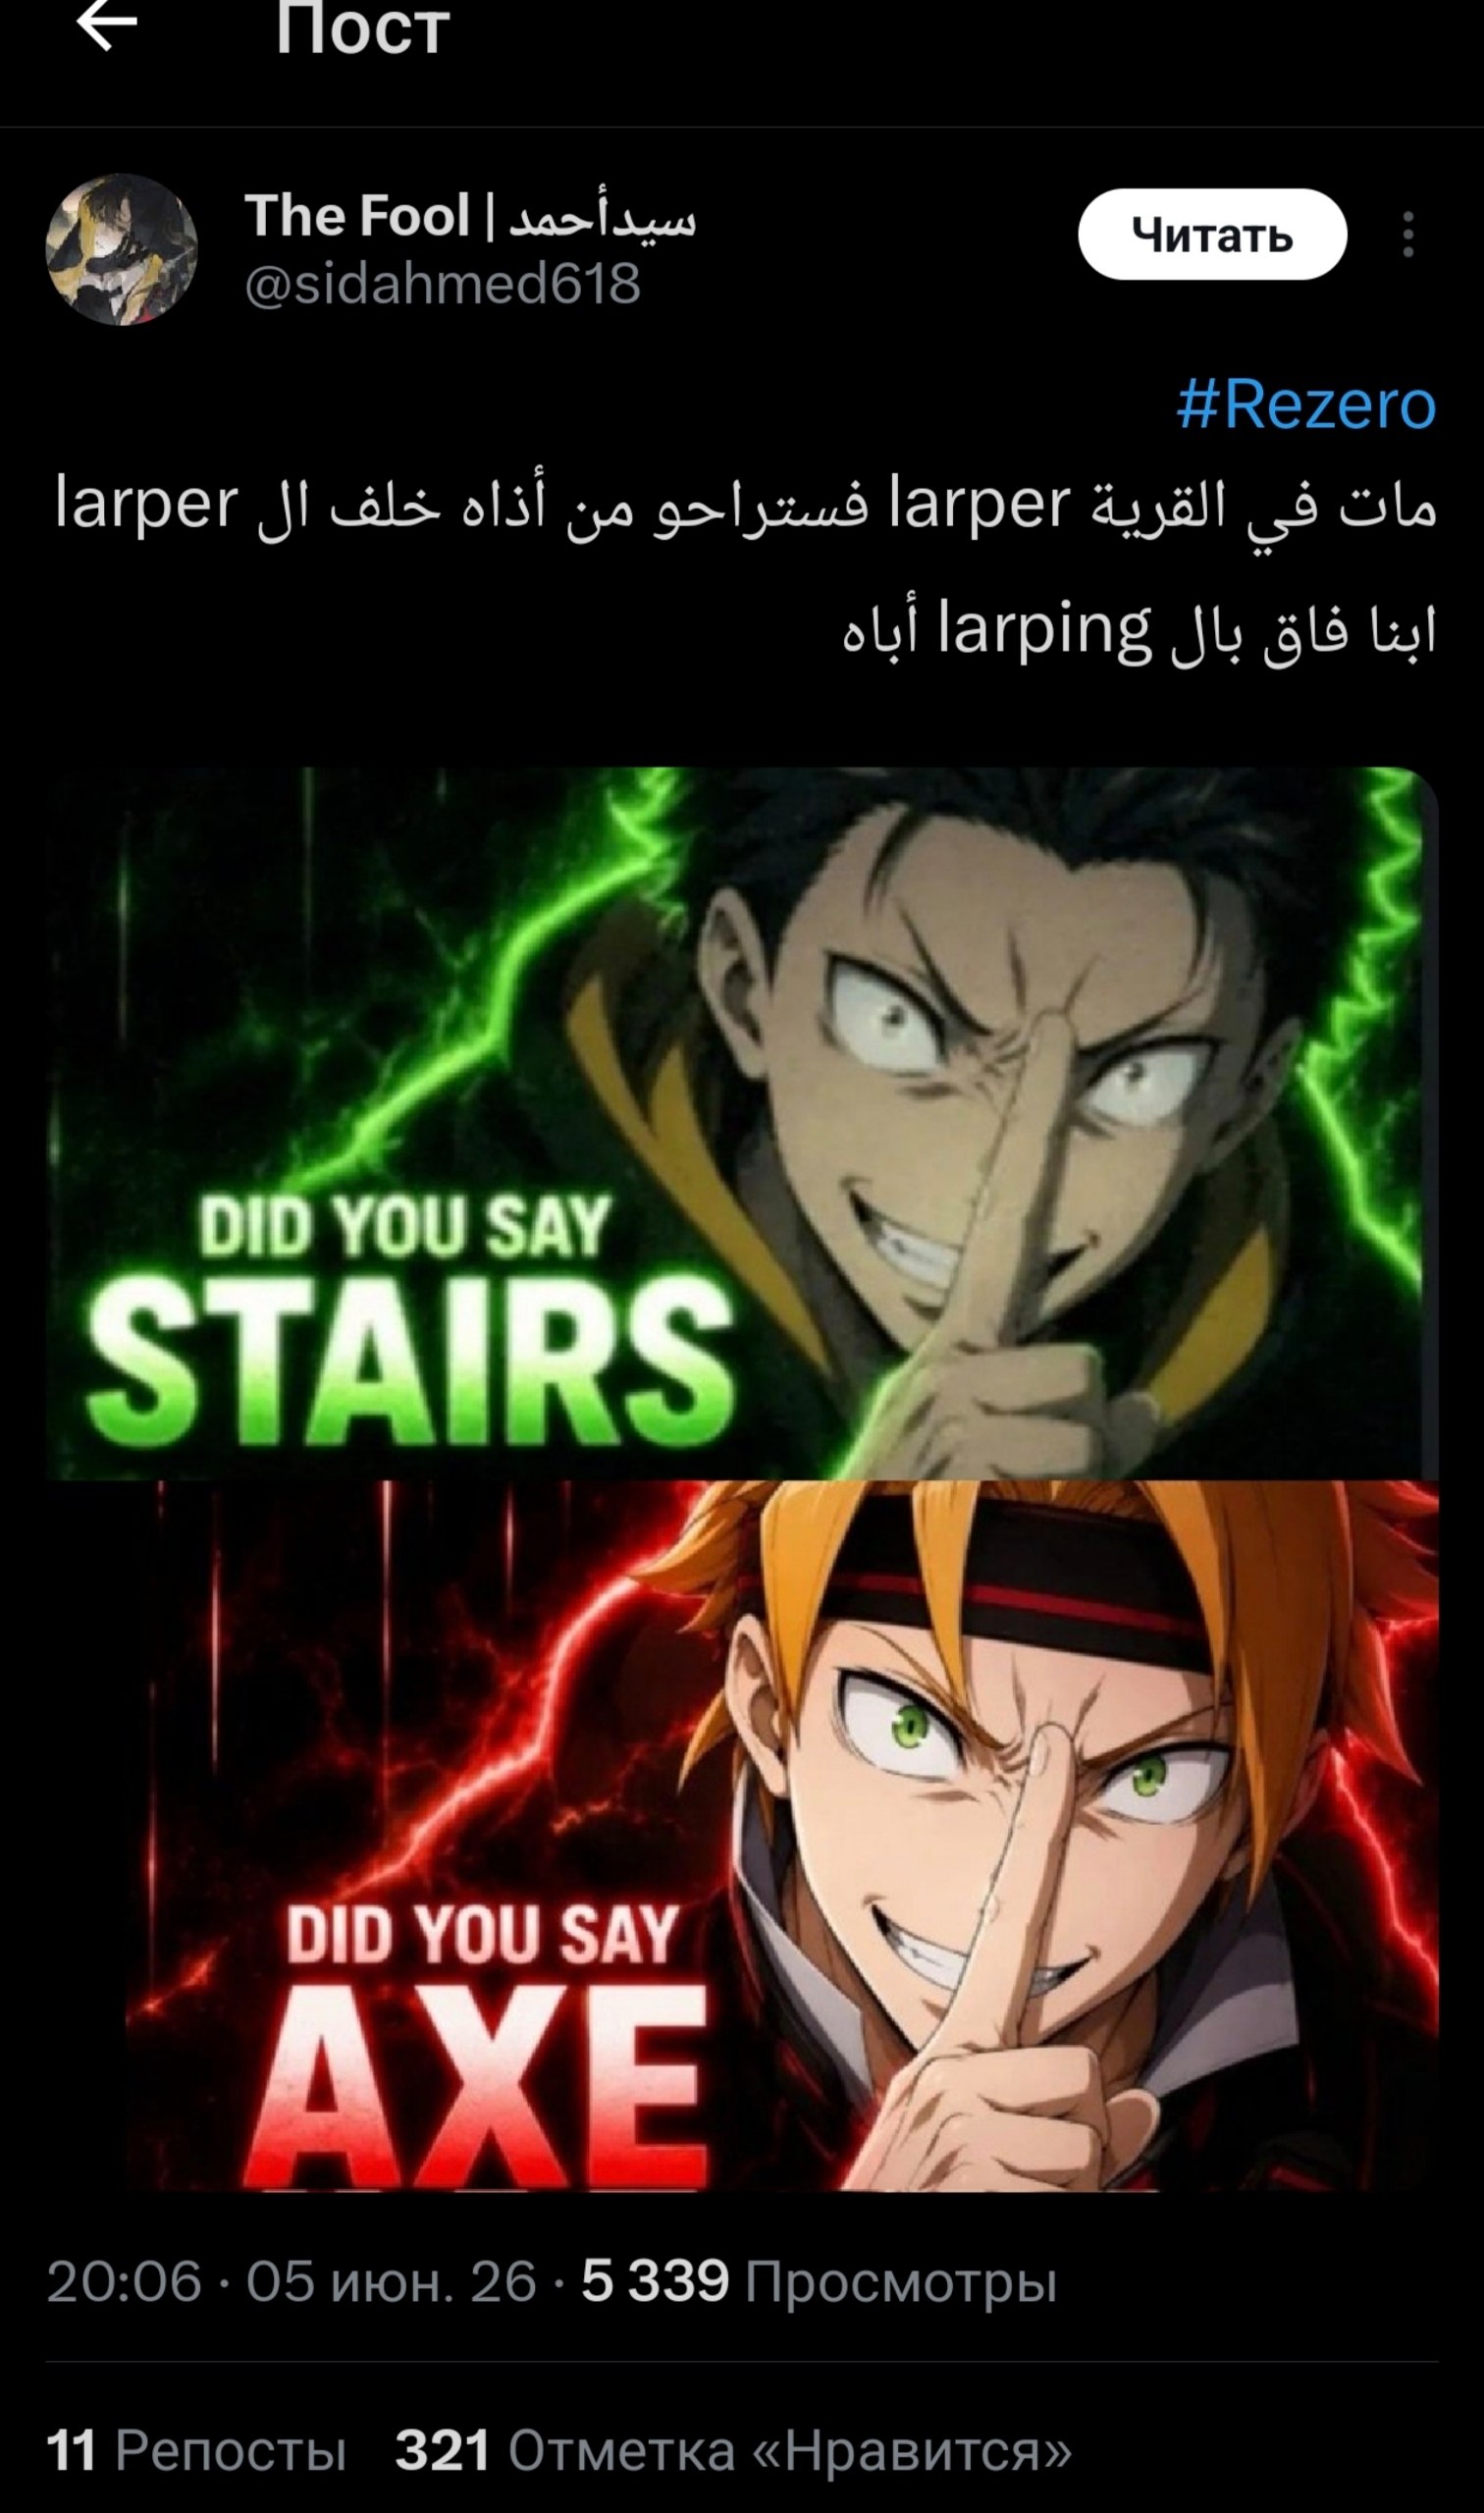 Пост
The Fool | سيدأحمد
Читать
@sidahmed618
#Rezero
مات في القرية larper فستراحو من أذاه خلف ال larper
ابنا فاق بال larping أباه
DID YOU SAY
STAIRS
DID YOU SAY
AXE
20:06 · 05 июн. 26 · 5 339 Просмотры
11 Репосты 321 Отметка «Нравится»